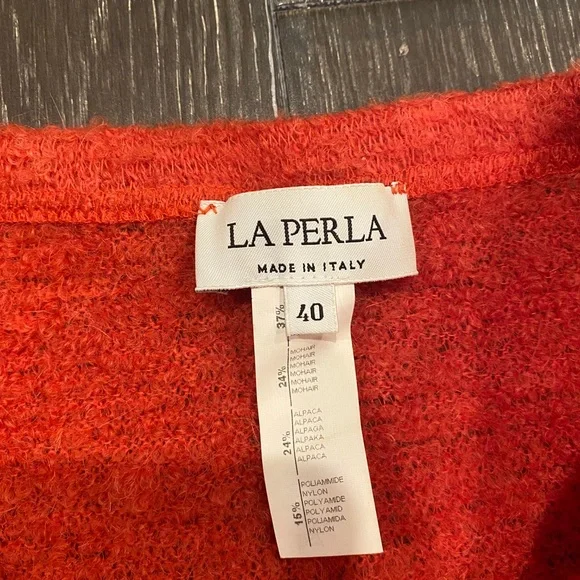 LA PERLA
MADE IN ITALY
40
37%
24%
MOHAIR
MOHAIR
MOHAIR
MOHAIR
MOHAIR
MOHAIR
24%
ALPACA
ALPACA
ALPAGA
ALPAKA
ALPACA
ALPACA
15%
POLIAMMIDE
NYLON
POLYAMIDE
POLYAMID
POLIAMIDA
NYLON